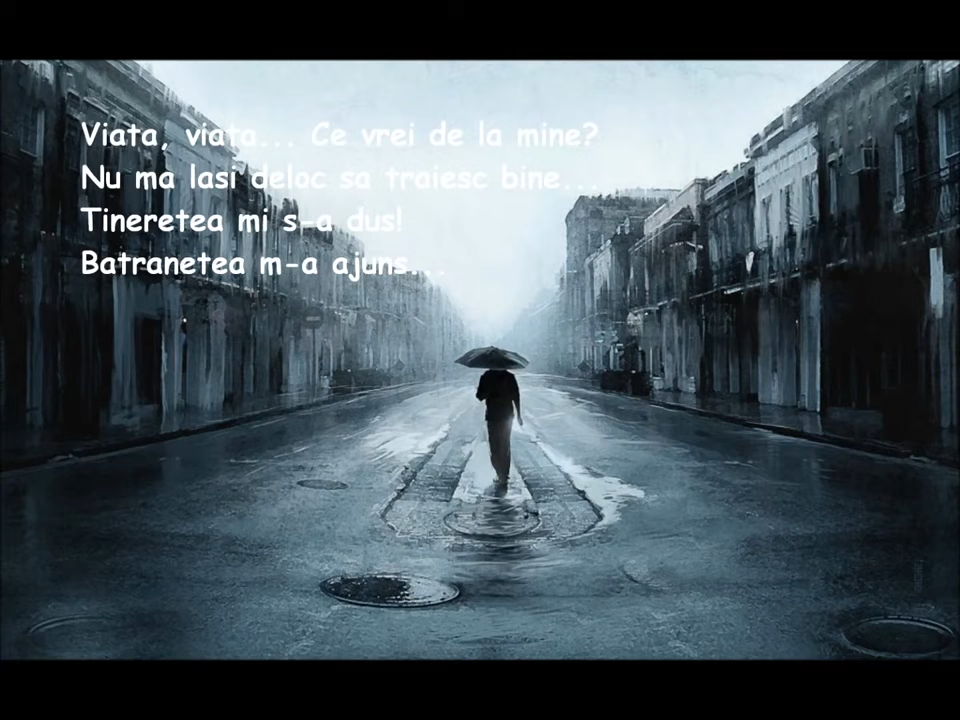 Viata, viata... Ce vrei de la mine?
Nu ma lasi deloc sa traiesc bine...
Tineretea mi s-a dus!
Batranetea m-a ajuns...